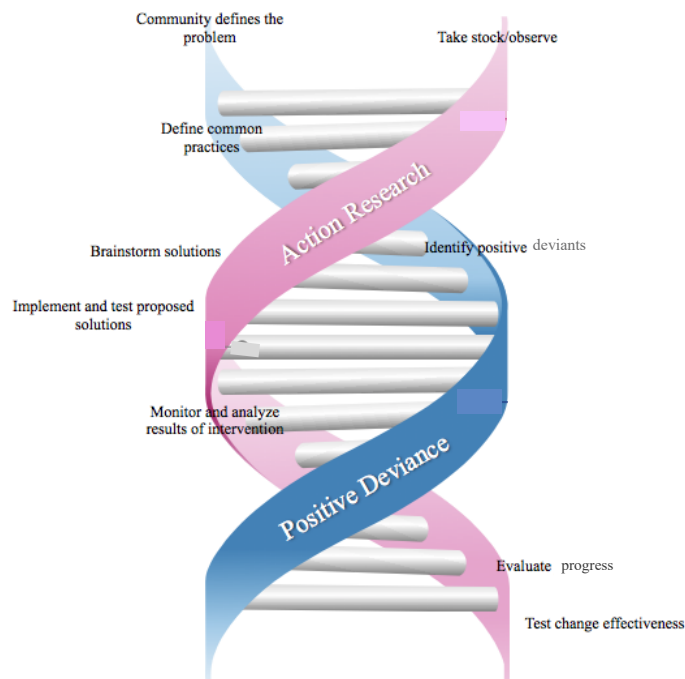 Community defines the
problem
Take stock/observe
Define common
practices
Action Research
Brainstorm solutions
Identify positive deviants
Implement and test proposed
solutions
Monitor and analyze
results of intervention
Positive Deviance
Evaluate progress
Test change effectiveness